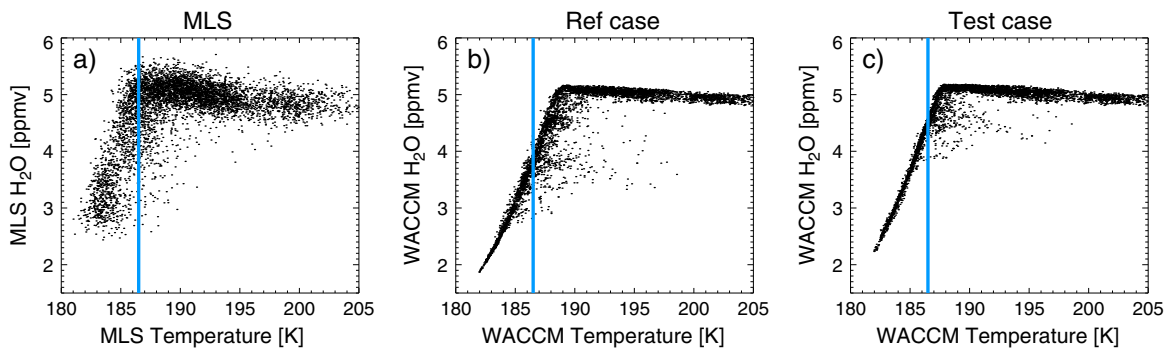 MLS
Ref case
Test case
a)
b)
c)
6
5
4
3
2
MLS H₂O [ppmv]
180 185 190 195 200 205
MLS Temperature [K]
6
5
4
3
2
WACCM H₂O [ppmv]
180 185 190 195 200 205
WACCM Temperature [K]
6
5
4
3
2
WACCM H₂O [ppmv]
180 185 190 195 200 205
WACCM Temperature [K]